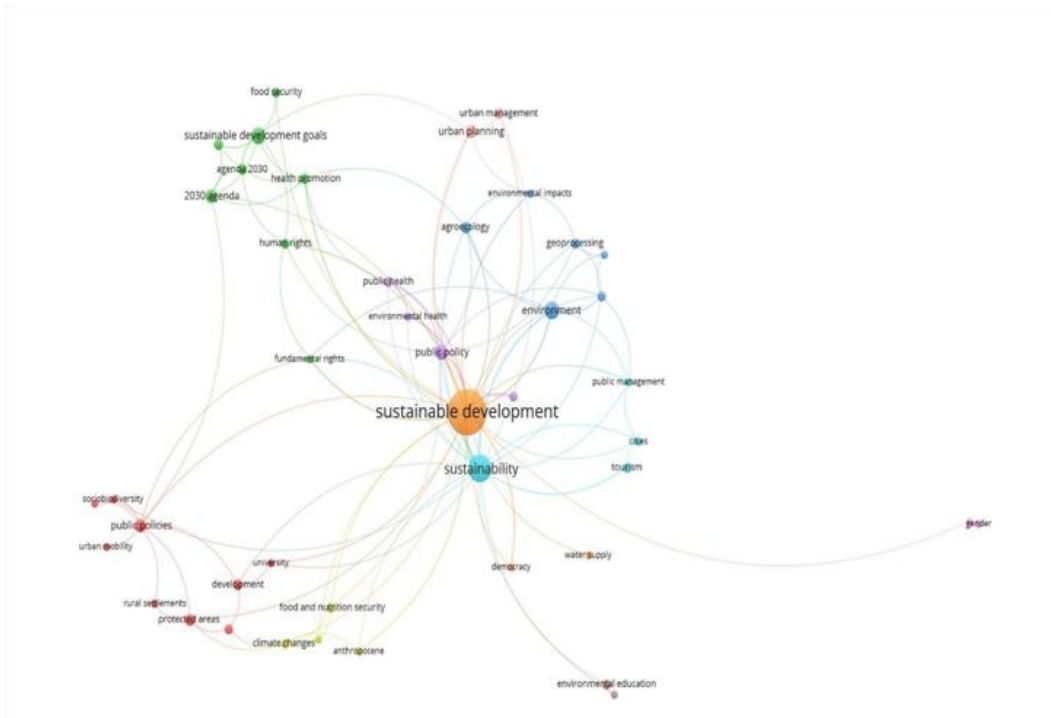 food security
urban management
urban planning
sustainable development goals
agenda 2030
health promotion
2030 agenda
environmental impacts
agroecology
human rights
geoprocessing
public health
environment
environmental health
public policy
fundamental rights
public management
sustainable development
cities
sustainability
tourism
sociobiodiversity
public policies
gender
urban mobility
water supply
university
democracy
development
rural settlements
food and nutrition security
protected areas
climate changes
anthropocene
environmental education